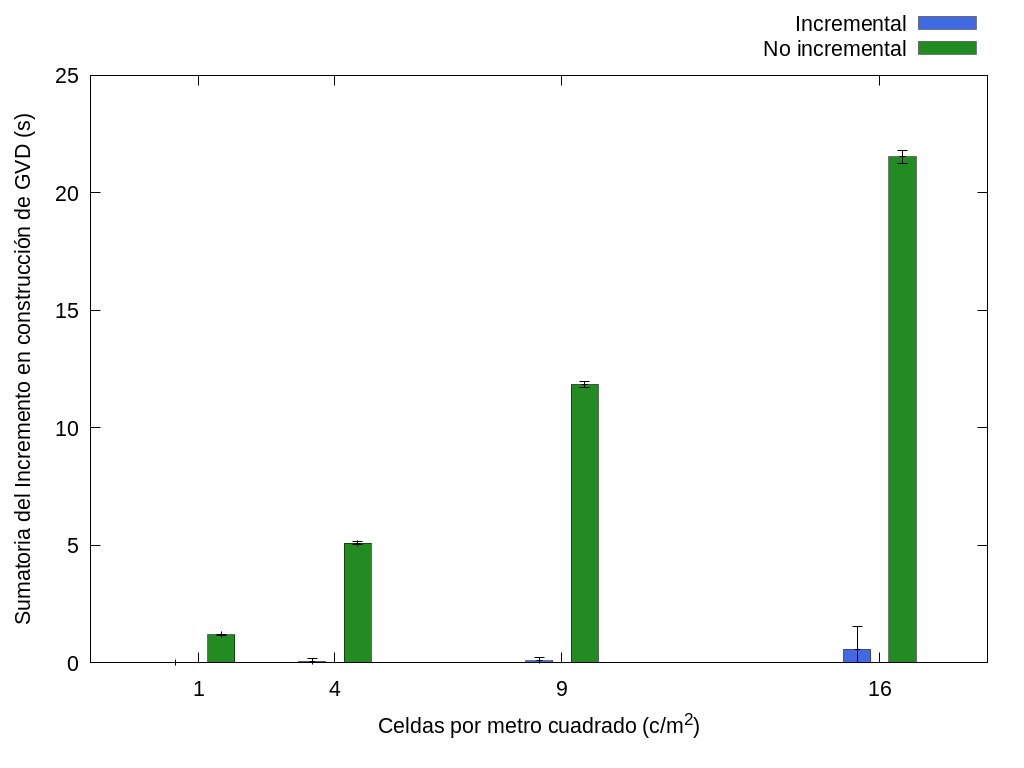 Incremental
No incremental
25
20
15
10
5
0
Sumatoria del Incremento en construcción de GVD (s)
1 4 9 16
Celdas por metro cuadrado (c/m²)